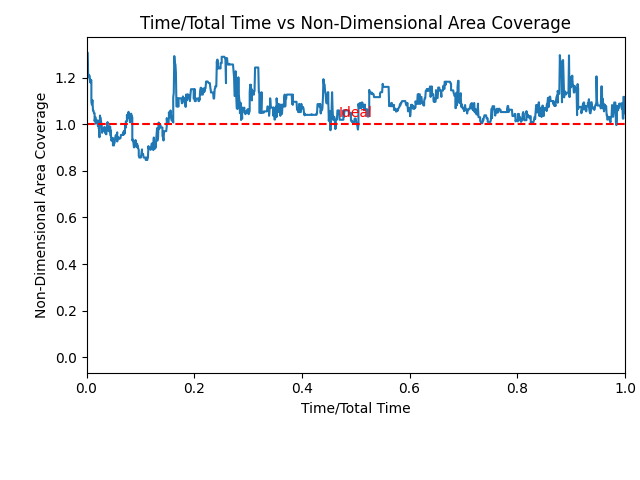 Time/Total Time vs Non-Dimensional Area Coverage
Non-Dimensional Area Coverage
1.2
1.0
0.8
0.6
0.4
0.2
0.0
Ideal
0.0 0.2 0.4 0.6 0.8 1.0
Time/Total Time